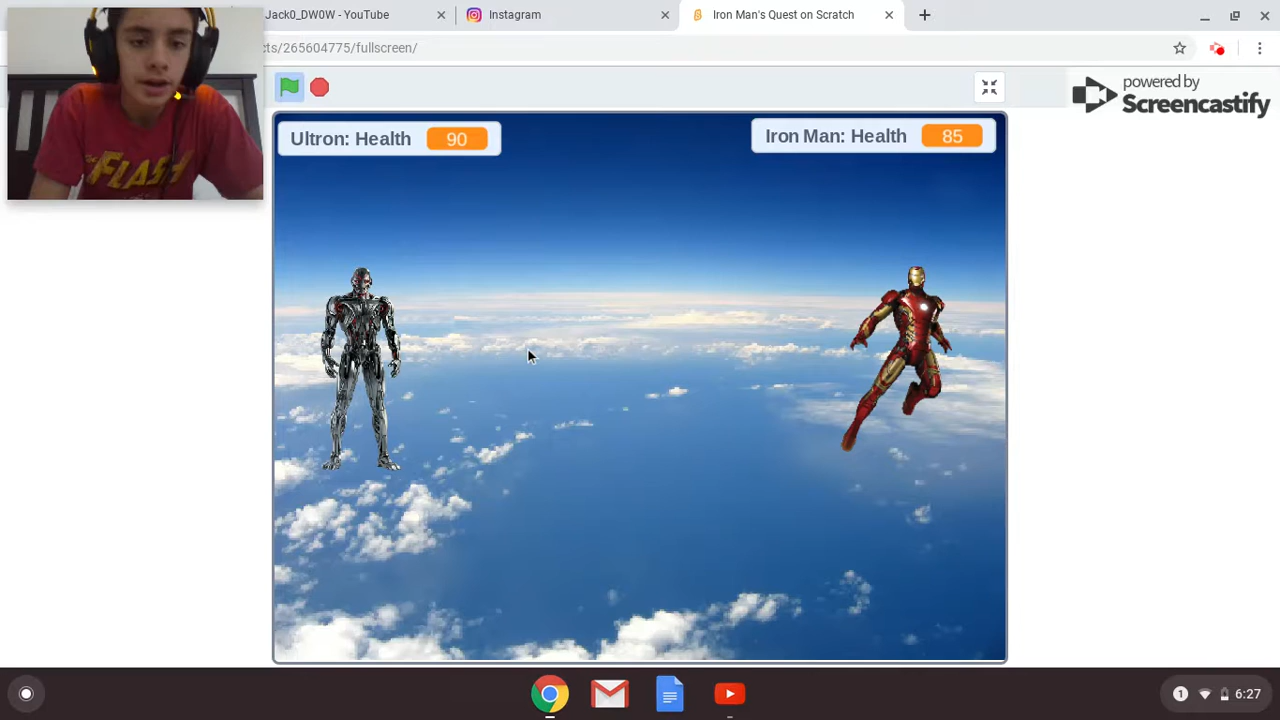 Jack0_DW0W - YouTube
Instagram
Iron Man's Quest on Scratch
cts/265604775/fullscreen/
powered by
Screencastify
Ultron: Health 90
Iron Man: Health 85
FLASH
1
6:27